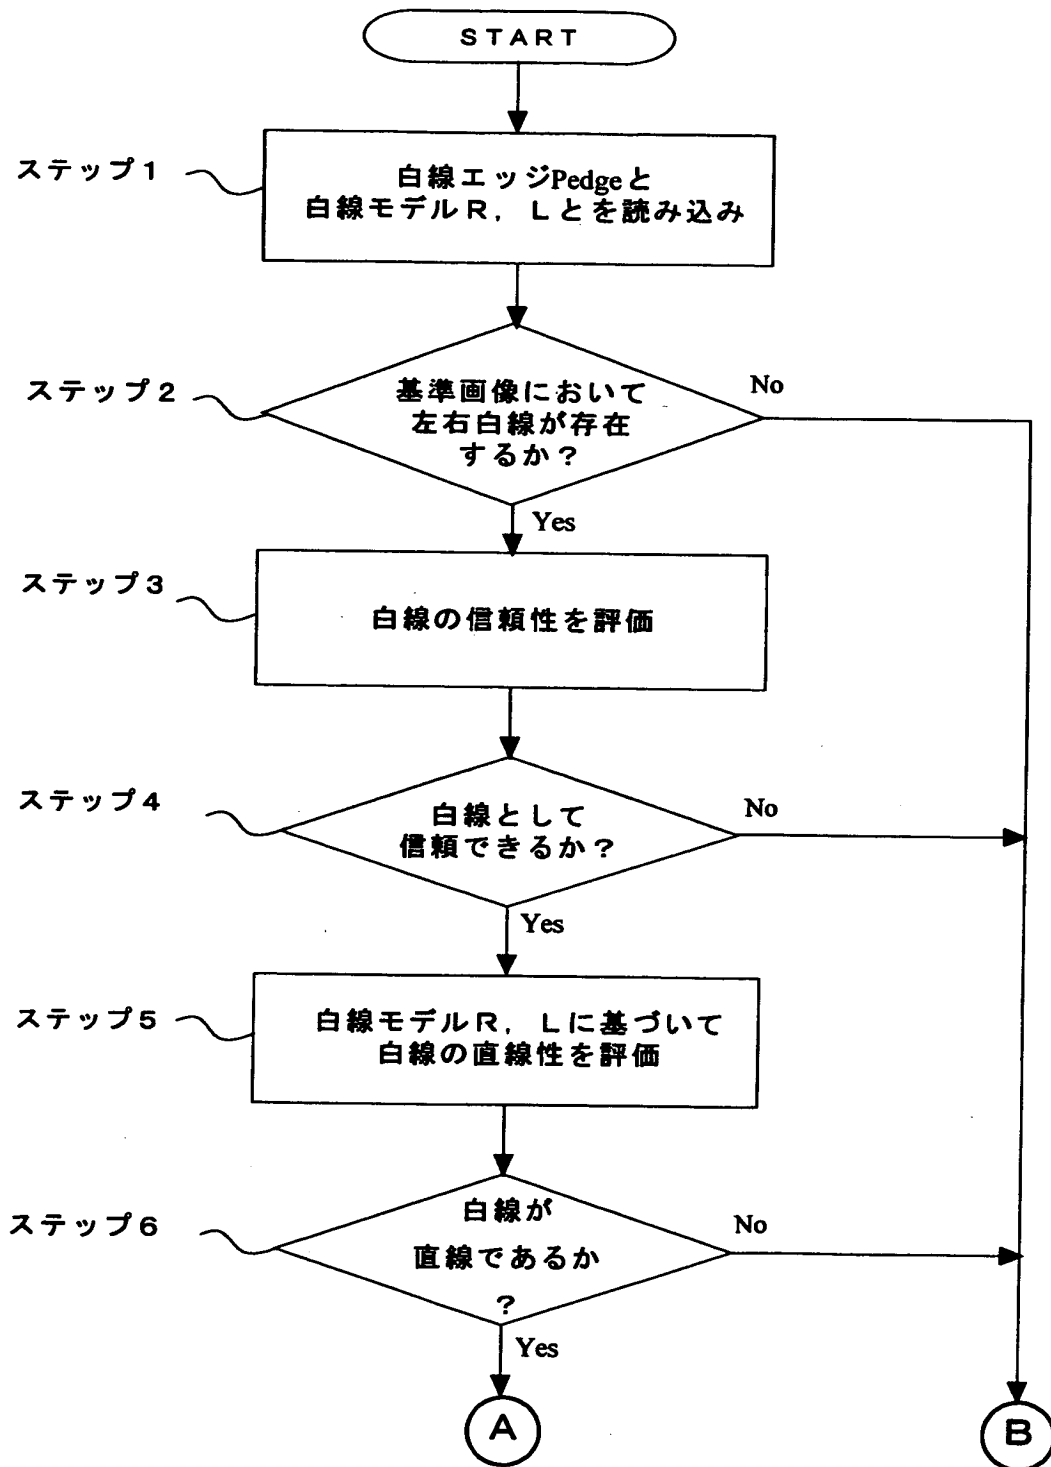 START
ステップ1
白線エッジPedgeと
白線モデルR, Lとを読み込み
ステップ2
基準画像において
左右白線が存在
するか?
No
Yes
ステップ3
白線の信頼性を評価
ステップ4
白線として
信頼できるか?
No
Yes
ステップ5
白線モデルR, Lに基づいて
白線の直線性を評価
ステップ6
白線が
直線であるか
?
No
Yes
A
B